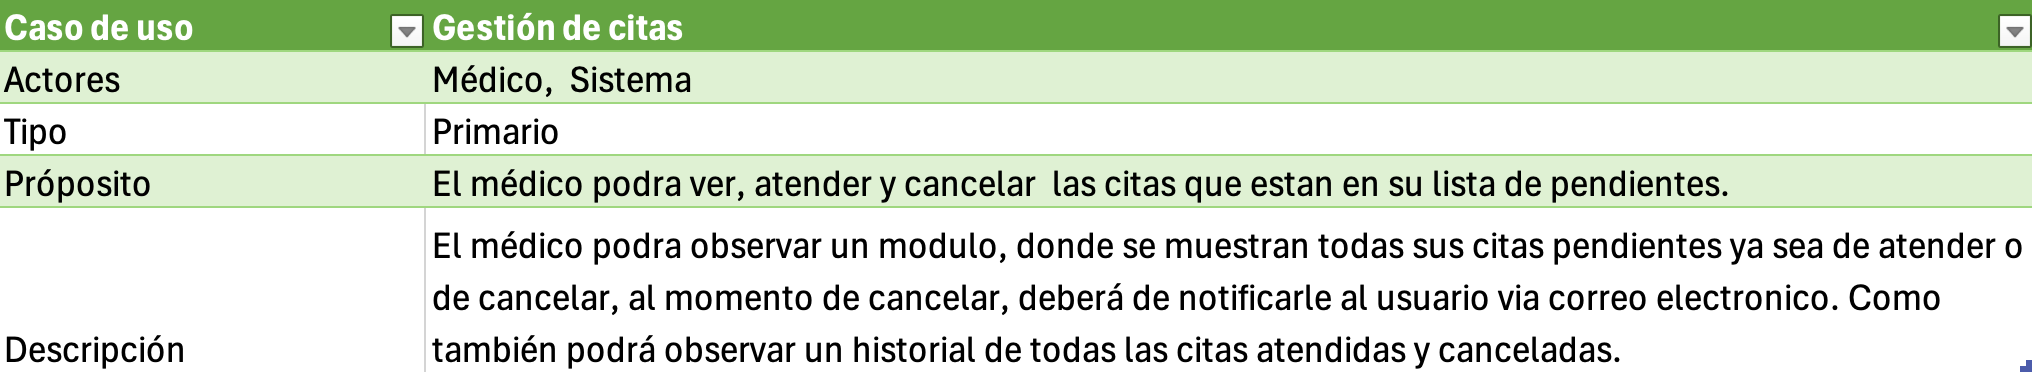 Caso de uso Gestión de citas
Actores Médico,  Sistema
Tipo Primario
Próposito El médico podra ver, atender y cancelar  las citas que estan en su lista de pendientes.
El médico podra observar un modulo, donde se muestran todas sus citas pendientes ya sea de atender o
de cancelar, al momento de cancelar, deberá de notificarle al usuario via correo electronico. Como
Descripción también podrá observar un historial de todas las citas atendidas y canceladas.